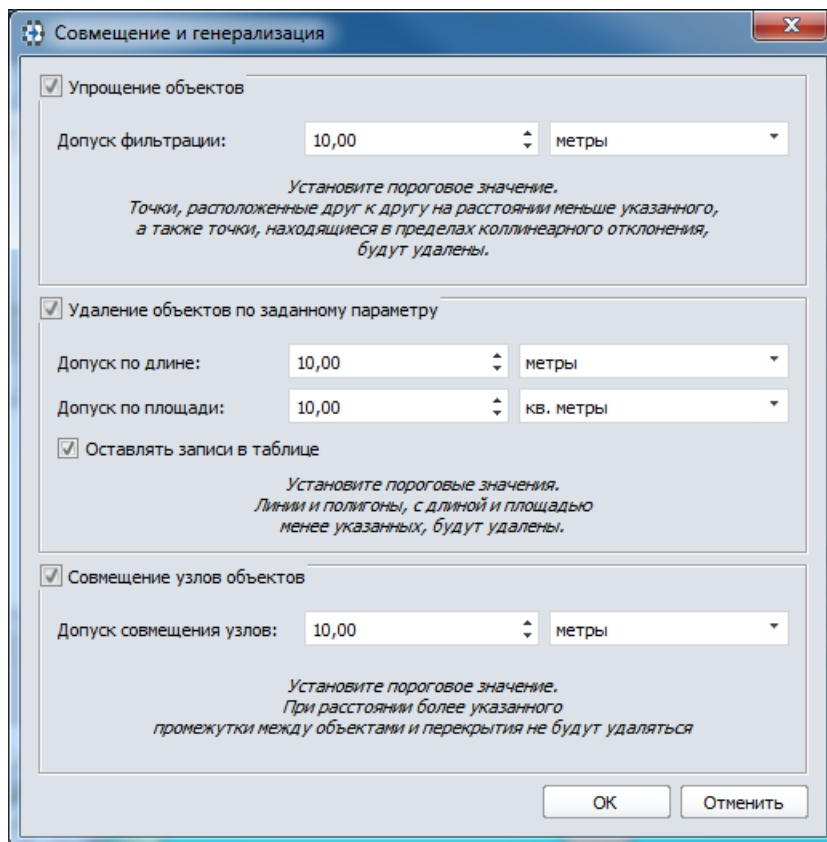 Совмещение и генерализация
Упрощение объектов
Допуск фильтрации: 10,00 метры
Установите пороговое значение.
Точки, расположенные друг к другу на расстоянии меньше указанного,
а также точки, находящиеся в пределах коллинеарного отклонения,
будут удалены.
Удаление объектов по заданному параметру
Допуск по длине: 10,00 метры
Допуск по площади: 10,00 кв. метры
Оставлять записи в таблице
Установите пороговые значения.
Линии и полигоны, с длиной и площадью
менее указанных, будут удалены.
Совмещение узлов объектов
Допуск совмещения узлов: 10,00 метры
Установите пороговое значение.
При расстоянии более указанного
промежутки между объектами и перекрытия не будут удаляться
ОК Отменить